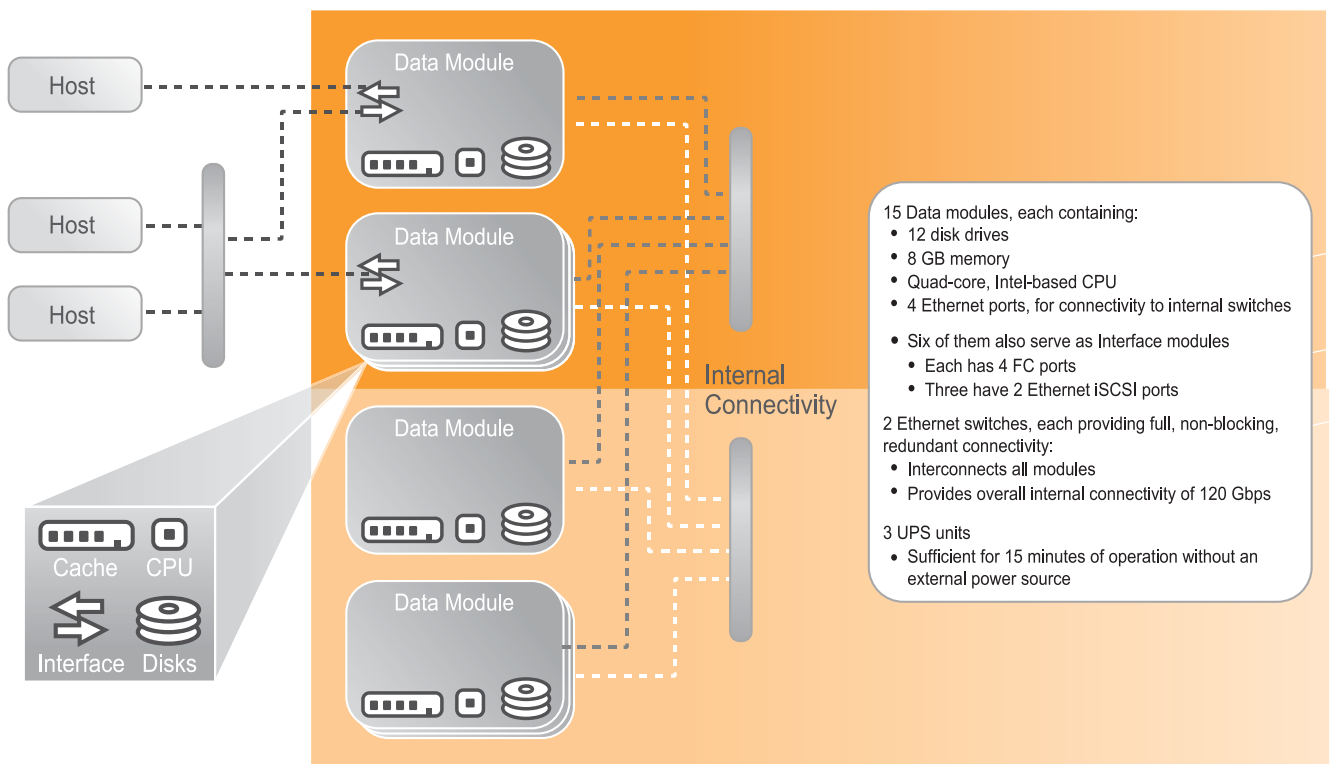 Host
Host
Host
Data Module
Data Module
Data Module
Data Module
Internal
Connectivity
Cache
CPU
Interface
Disks
15 Data modules, each containing:
• 12 disk drives
• 8 GB memory
• Quad-core, Intel-based CPU
• 4 Ethernet ports, for connectivity to internal switches
• Six of them also serve as Interface modules
• Each has 4 FC ports
• Three have 2 Ethernet iSCSI ports
2 Ethernet switches, each providing full, non-blocking,
redundant connectivity:
• Interconnects all modules
• Provides overall internal connectivity of 120 Gbps
3 UPS units
• Sufficient for 15 minutes of operation without an
external power source